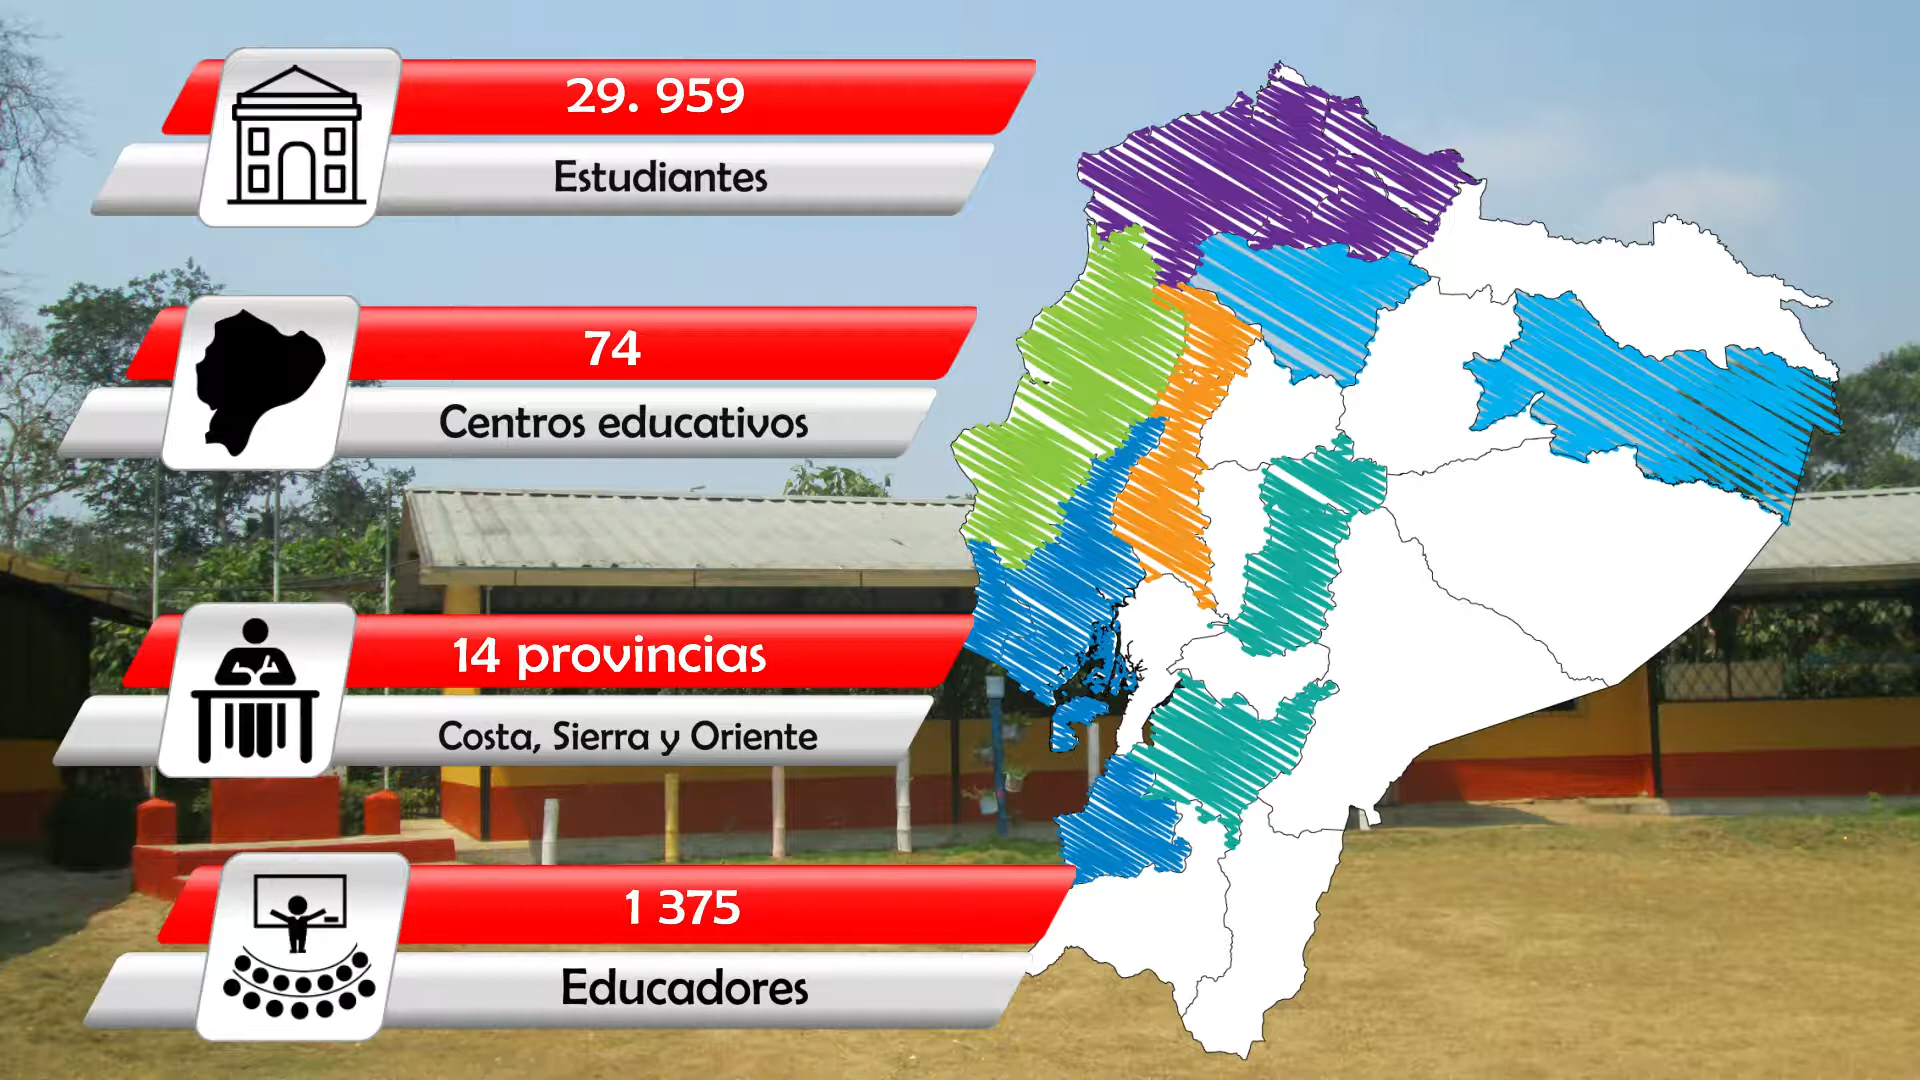 29. 959
Estudiantes
74
Centros educativos
14 provincias
Costa, Sierra y Oriente
1 375
Educadores